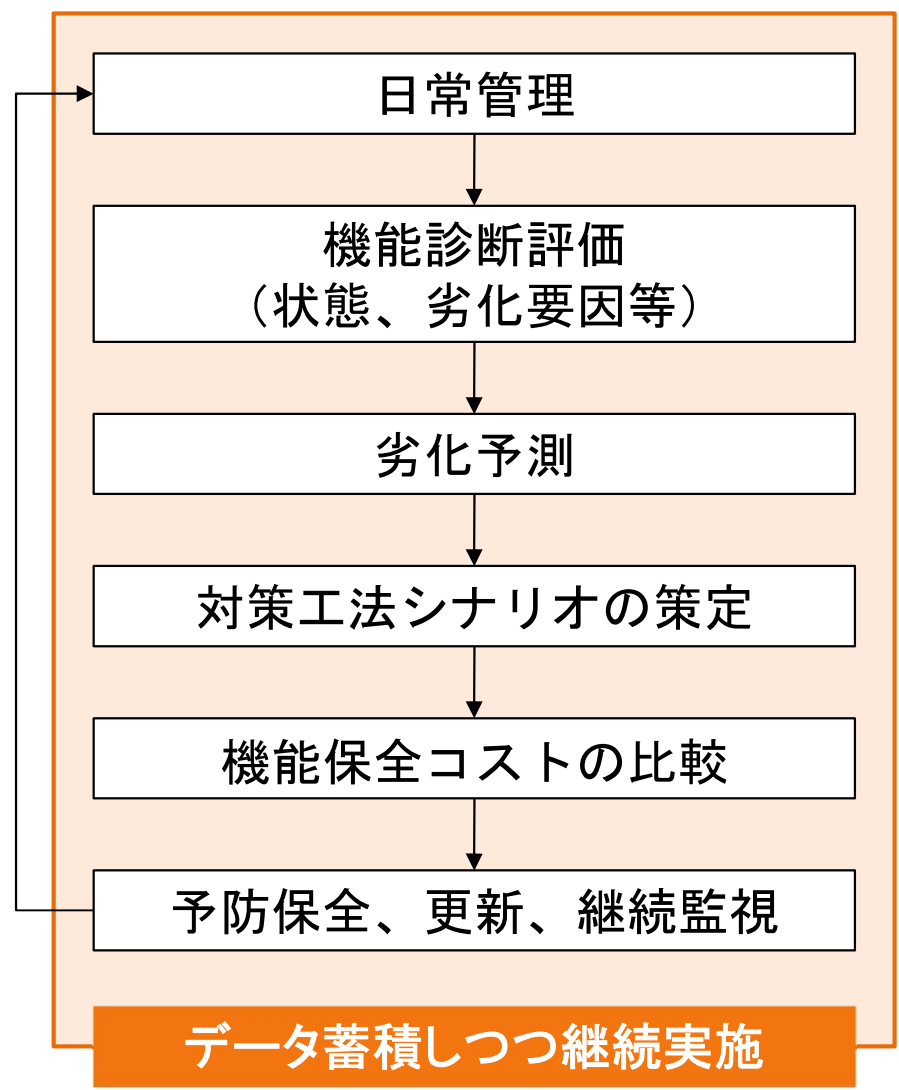 日常管理
機能診断評価
（状態、劣化要因等）
劣化予測
対策工法シナリオの策定
機能保全コストの比較
予防保全、更新、継続監視
データ蓄積しつつ継続実施